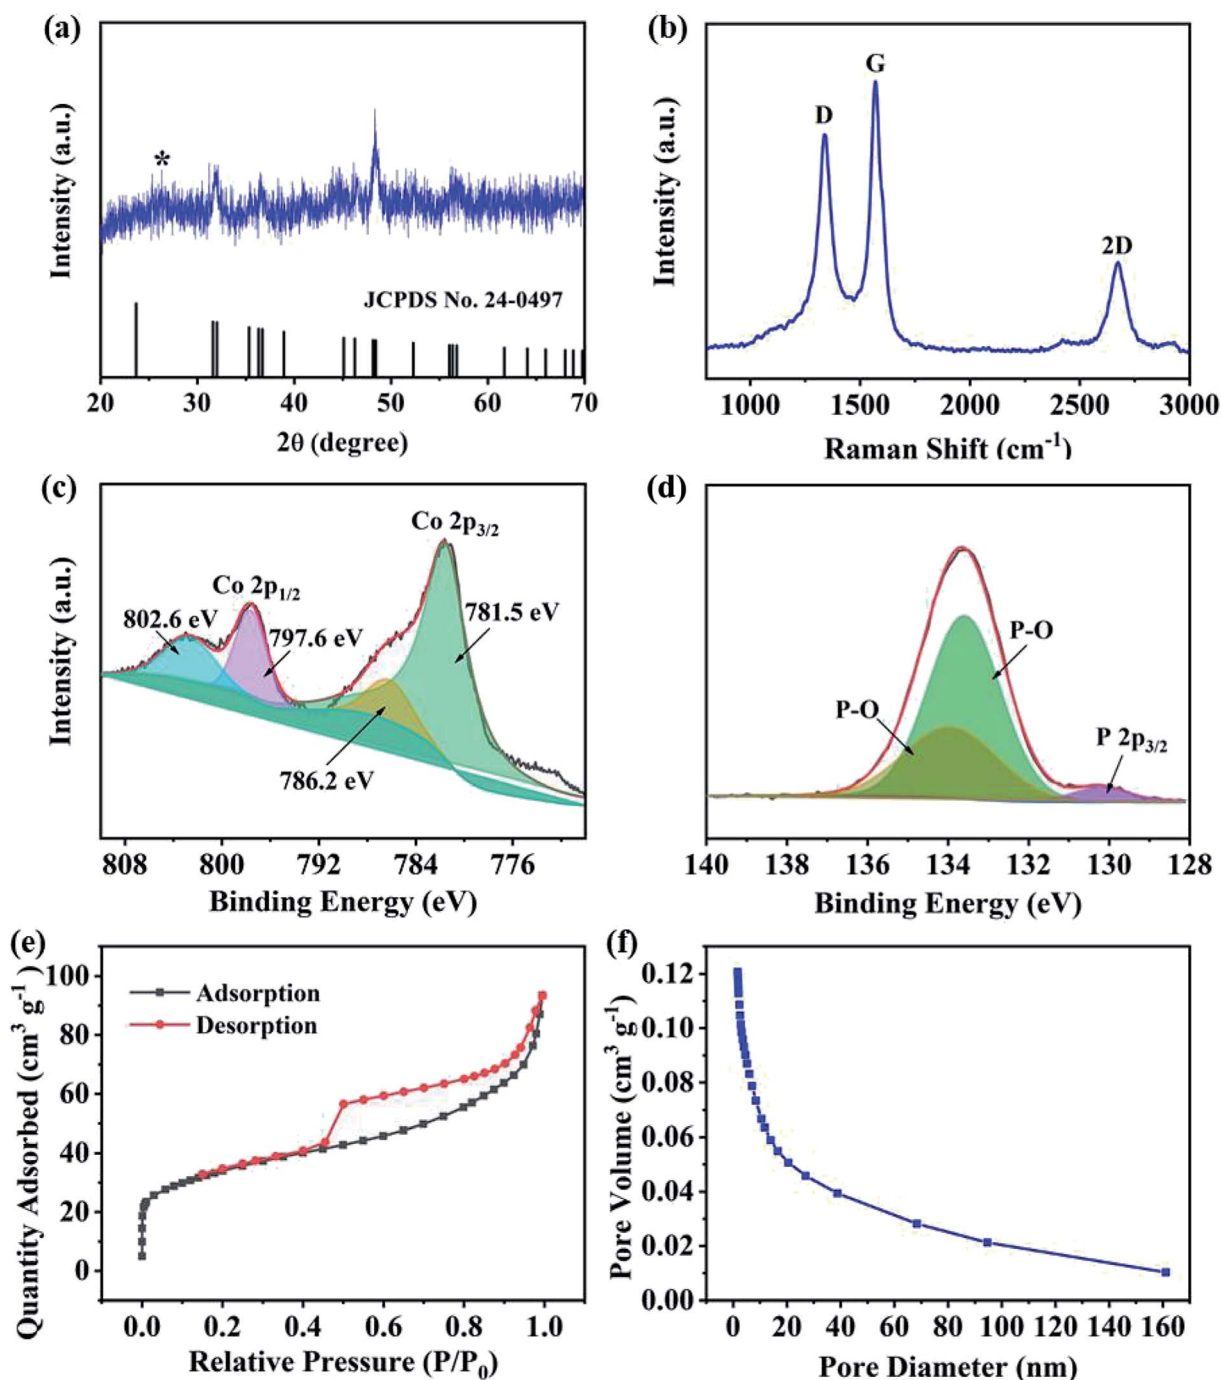 (a)
Intensity (a.u.)
*
JCPDS No. 24-0497
20 30 40 50 60 70
2θ (degree)
(b)
Intensity (a.u.)
D
G
2D
1000 1500 2000 2500 3000
Raman Shift (cm⁻¹)
(c)
Intensity (a.u.)
Co 2p₃/₂
Co 2p₁/₂
802.6 eV
797.6 eV
781.5 eV
786.2 eV
808 800 792 784 776
Binding Energy (eV)
(d)
P-O
P-O
P 2p₃/₂
140 138 136 134 132 130 128
Binding Energy (eV)
(e)
Quantity Adsorbed (cm³ g⁻¹)
100
80
60
40
20
0
Adsorption
Desorption
0.0 0.2 0.4 0.6 0.8 1.0
Relative Pressure (P/P₀)
(f)
Pore Volume (cm³ g⁻¹)
0.12
0.10
0.08
0.06
0.04
0.02
0.00
0 20 40 60 80 100 120 140 160
Pore Diameter (nm)